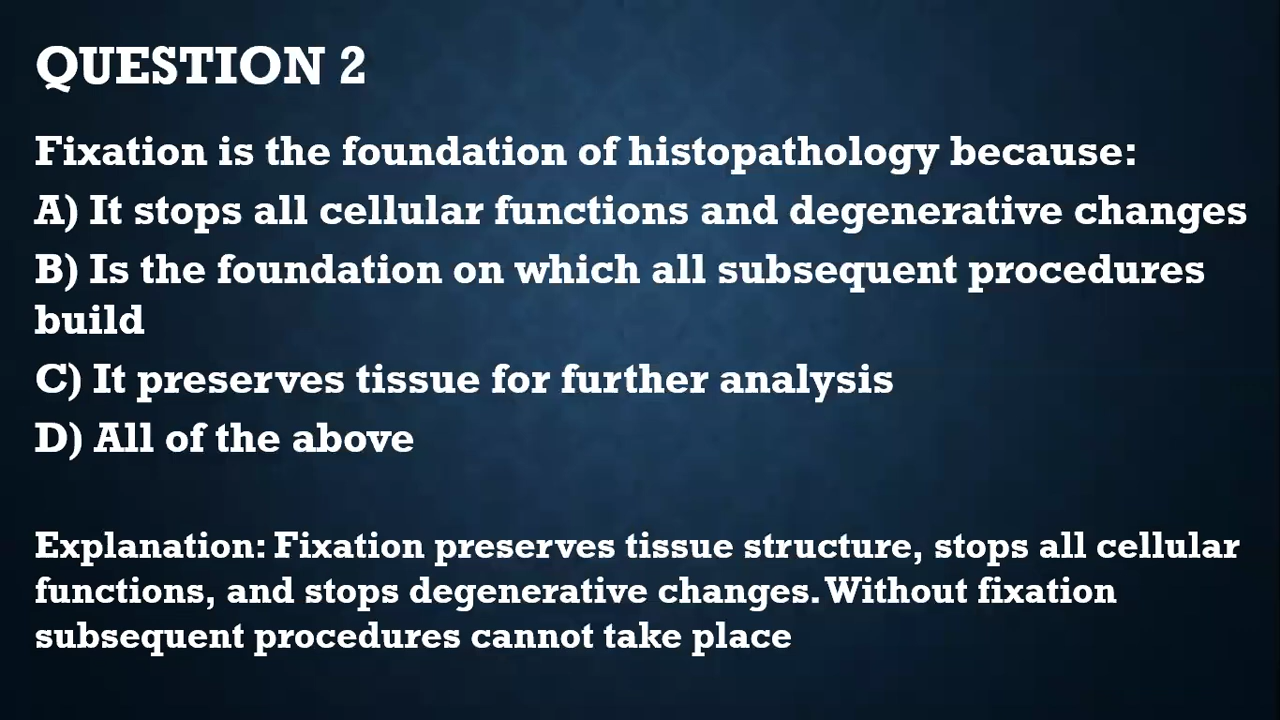 QUESTION 2
Fixation is the foundation of histopathology because:
A) It stops all cellular functions and degenerative changes
B) Is the foundation on which all subsequent procedures
build
C) It preserves tissue for further analysis
D) All of the above
Explanation: Fixation preserves tissue structure, stops all cellular
functions, and stops degenerative changes. Without fixation
subsequent procedures cannot take place